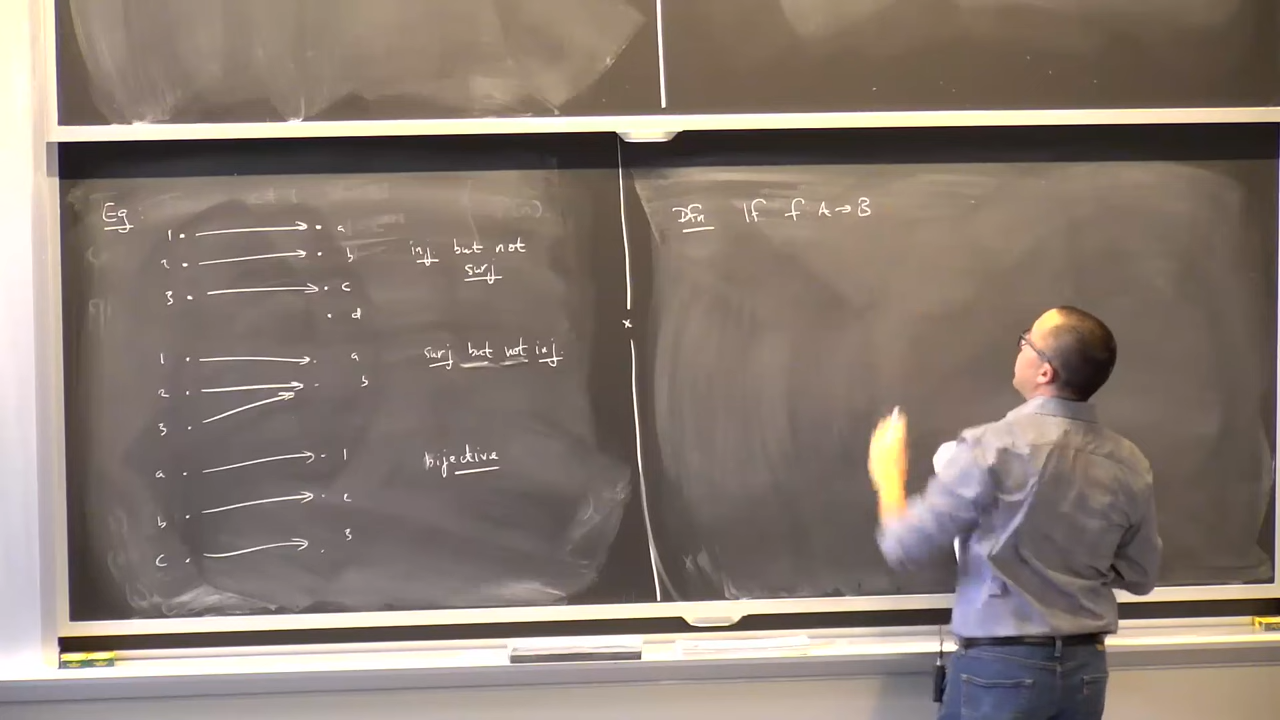 Eg:
1 . → . a
2 . → . b
3 . → . c
. d
inj. but not
surj
1 . → . a
2 . → . b
3 . →
surj but not inj.
a . → . 1
b . → . 2
c . → . 3
bijective
x
Dfn If f A → B